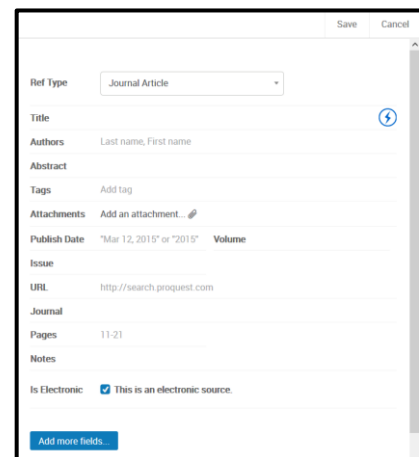 Save Cancel
Ref Type Journal Article
Title
Authors Last name, First name
Abstract
Tags Add tag
Attachments Add an attachment...
Publish Date "Mar 12, 2015" or "2015" Volume
Issue
URL http://search.proquest.com
Journal
Pages 11-21
Notes
Is Electronic This is an electronic source.
Add more fields...